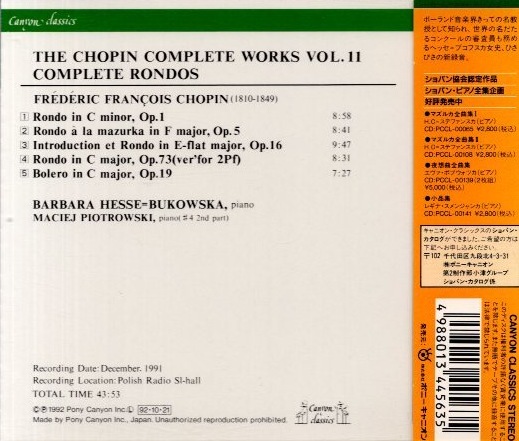 Canyon classics
THE CHOPIN COMPLETE WORKS VOL.11
COMPLETE RONDOS
FRÉDÉRIC FRANÇOIS CHOPIN (1810-1849)
1 Rondo in C minor, Op.1 8:58
2 Rondo à la mazurka in F major, Op.5 8:41
3 Introduction et Rondo in E-flat major, Op.16 9:47
4 Rondo in C major, Op.73(ver'for 2Pf) 8:31
5 Bolero in C major, Op.19 7:27
BARBARA HESSE=BUKOWSKA, piano
MACIEJ PIOTROWSKI, piano(#4 2nd part)
Recording Date: December, 1991
Recording Location: Polish Radio Sl-hall
TOTAL TIME 43:53
©℗1992 Pony Canyon Inc. Ⓛ 92・10・21
Made by Pony Canyon Inc., Japan. Unauthorized reproduction prohibited.
Canyon classics
ポーランド音楽界きっての名教
授として知られ、世界の名だた
るコンクールの審査員も務め
るヘッセ=ブコフスカ女史、ひさ
びさの新録音。
ショパン協会認定作品
ショパン・ピアノ全集企画
好評発売中
●マズルカ全曲集 I
H.C=ステファンスカ(ピアノ)
CD:PCCL-00065 ¥2,800(税込)
●マズルカ全曲集 II
H.C=ステファンスカ(ピアノ)
CD:PCCL-00108 ¥2,800(税込)
●夜想曲全曲集
エヴァ・ポブウォツカ(ピアノ)
CD:PCCL-00139(2枚組)
¥5,000(税込)
●小品集
レギナ・スメンジャンカ(ピアノ)
CD:PCCL-00141 ¥2,800(税込)
キャニオン・クラシックスのショパン・
カタログができました。ご希望の方は
下記へお申し込みください。
〒102 千代田区九段北4-3-31
㈱ポニーキャニオン
第2制作部小津グループ
ショパン・カタログ係
CANYON CLASSICS STEREO
4 988013 445635
発売元:
ポニーキャニオン